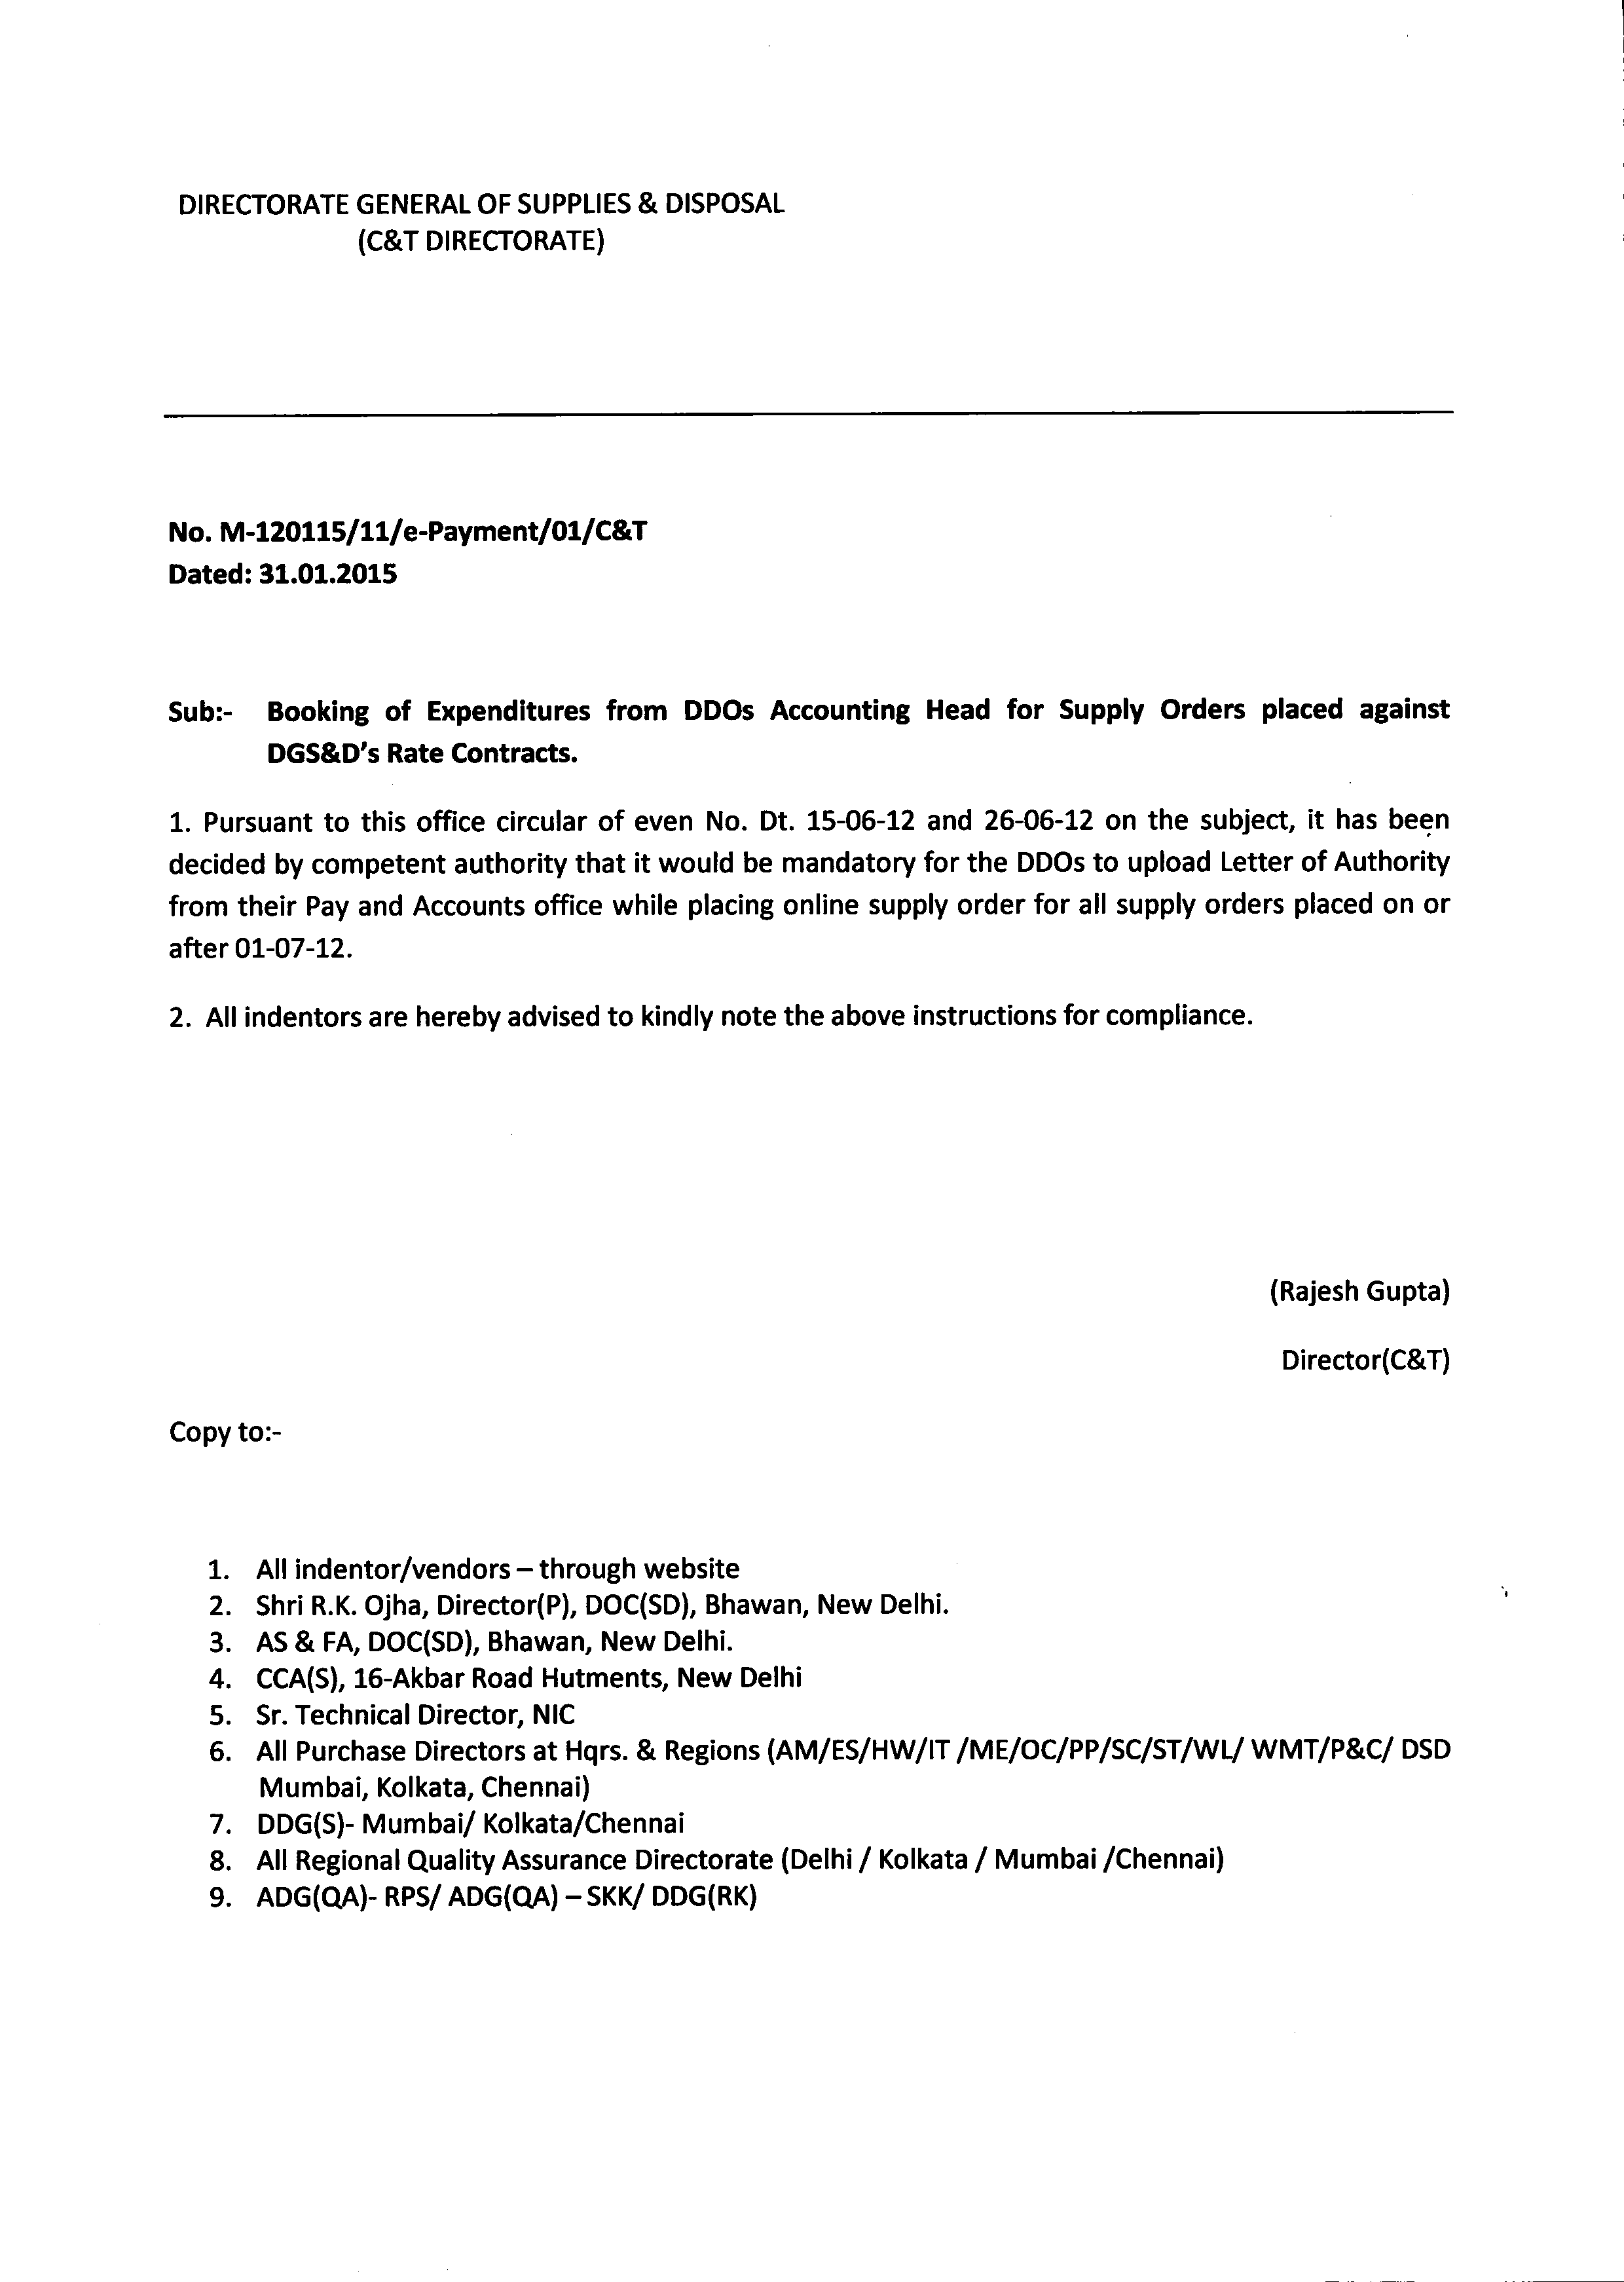 DIRECTORATE GENERAL OF SUPPLIES & DISPOSAL
(C&T DIRECTORATE)
No. M-120115/11/e-Payment/01/C&T
Dated: 31.01.2015
Sub:- Booking of Expenditures from DDOs Accounting Head for Supply Orders placed against
DGS&D's Rate Contracts.
1. Pursuant to this office circular of even No. Dt. 15-06-12 and 26-06-12 on the subject, it has been
decided by competent authority that it would be mandatory for the DDOs to upload Letter of Authority
from their Pay and Accounts office while placing online supply order for all supply orders placed on or
after 01-07-12.
2. All indentors are hereby advised to kindly note the above instructions for compliance.
(Rajesh Gupta)
Director(C&T)
Copy to:-
1. All indentor/vendors – through website
2. Shri R.K. Ojha, Director(P), DOC(SD), Bhawan, New Delhi.
3. AS & FA, DOC(SD), Bhawan, New Delhi.
4. CCA(S), 16-Akbar Road Hutments, New Delhi
5. Sr. Technical Director, NIC
6. All Purchase Directors at Hqrs. & Regions (AM/ES/HW/IT /ME/OC/PP/SC/ST/WL/ WMT/P&C/ DSD
Mumbai, Kolkata, Chennai)
7. DDG(S)- Mumbai/ Kolkata/Chennai
8. All Regional Quality Assurance Directorate (Delhi / Kolkata / Mumbai /Chennai)
9. ADG(QA)- RPS/ ADG(QA) – SKK/ DDG(RK)